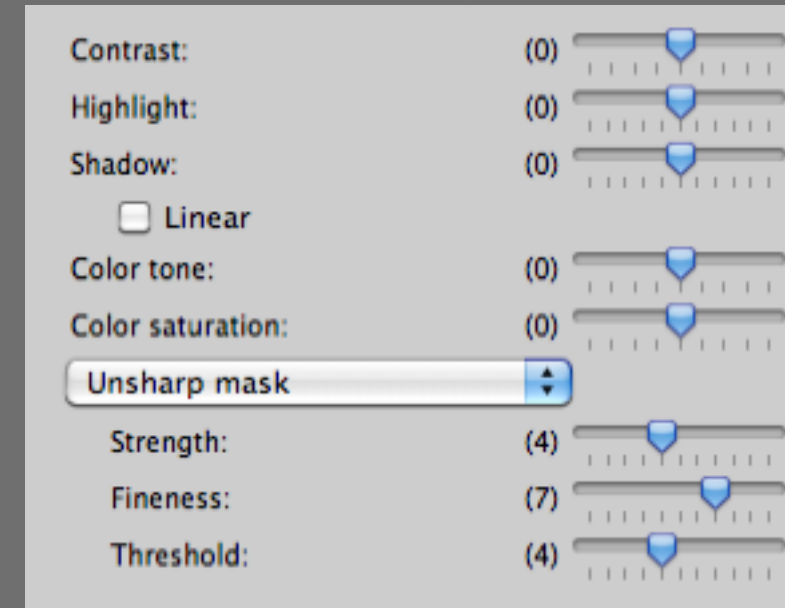 Contrast: (0)
Highlight: (0)
Shadow: (0)
Linear
Color tone: (0)
Color saturation: (0)
Unsharp mask
Strength: (4)
Fineness: (7)
Threshold: (4)